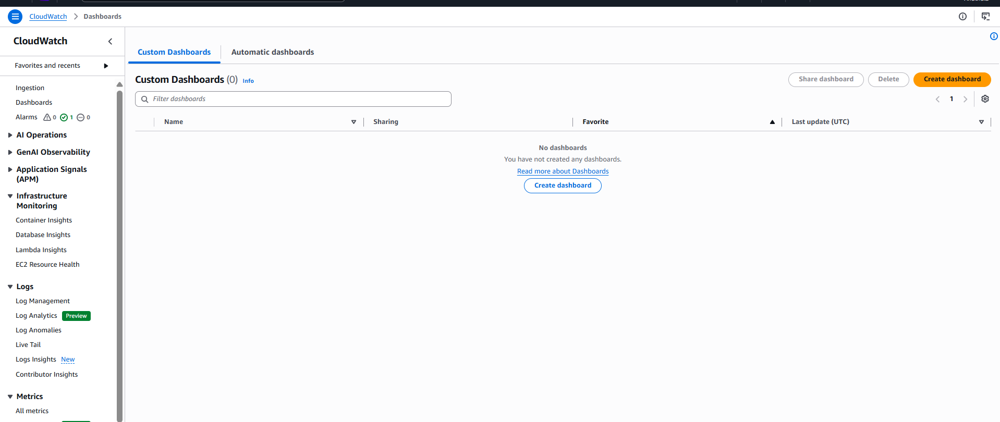 CloudWatch > Dashboards
CloudWatch
Favorites and recents
Ingestion
Dashboards
Alarms 0 1 0
AI Operations
GenAI Observability
Application Signals
(APM)
Infrastructure
Monitoring
Container Insights
Database Insights
Lambda Insights
EC2 Resource Health
Logs
Log Management
Log Analytics Preview
Log Anomalies
Live Tail
Logs Insights New
Contributor Insights
Metrics
All metrics
Custom Dashboards Automatic dashboards
Custom Dashboards (0) Info
Share dashboard Delete Create dashboard
Filter dashboards
1
Name Sharing Favorite Last update (UTC)
No dashboards
You have not created any dashboards.
Read more about Dashboards
Create dashboard